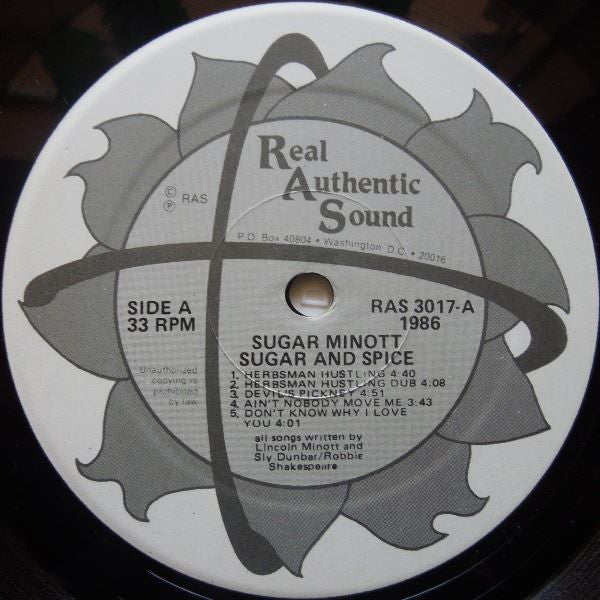 Real
Authentic
Sound
© ℗ RAS
P.O. Box 40804 • Washington D.C. • 20016
SIDE A
33 RPM
RAS 3017-A
1986
Unauthorized
copying is
prohibited
by law
SUGAR MINOTT
SUGAR AND SPICE
1. HERBSMAN HUSTLING 4:40
2. HERBSMAN HUSTLING DUB 4:08
3. DEVIL'S PICKNEY 4:51
4. AIN'T NOBODY MOVE ME 3:43
5. DON'T KNOW WHY I LOVE
YOU 4:01
all songs written by
Lincoln Minott and
Sly Dunbar/Robbie
Shakespeare